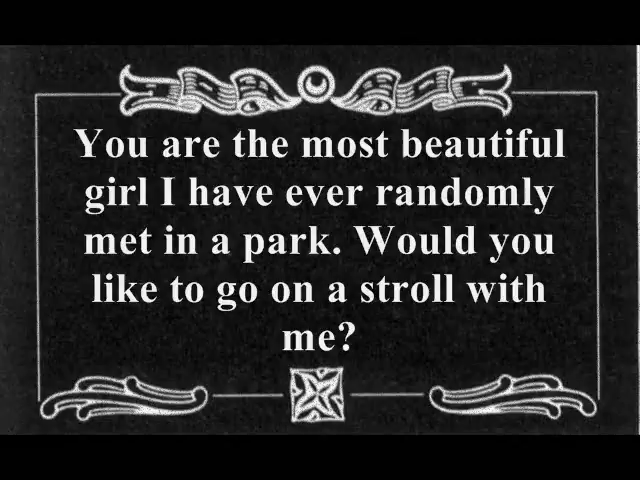 You are the most beautiful
girl I have ever randomly
met in a park. Would you
like to go on a stroll with
me?